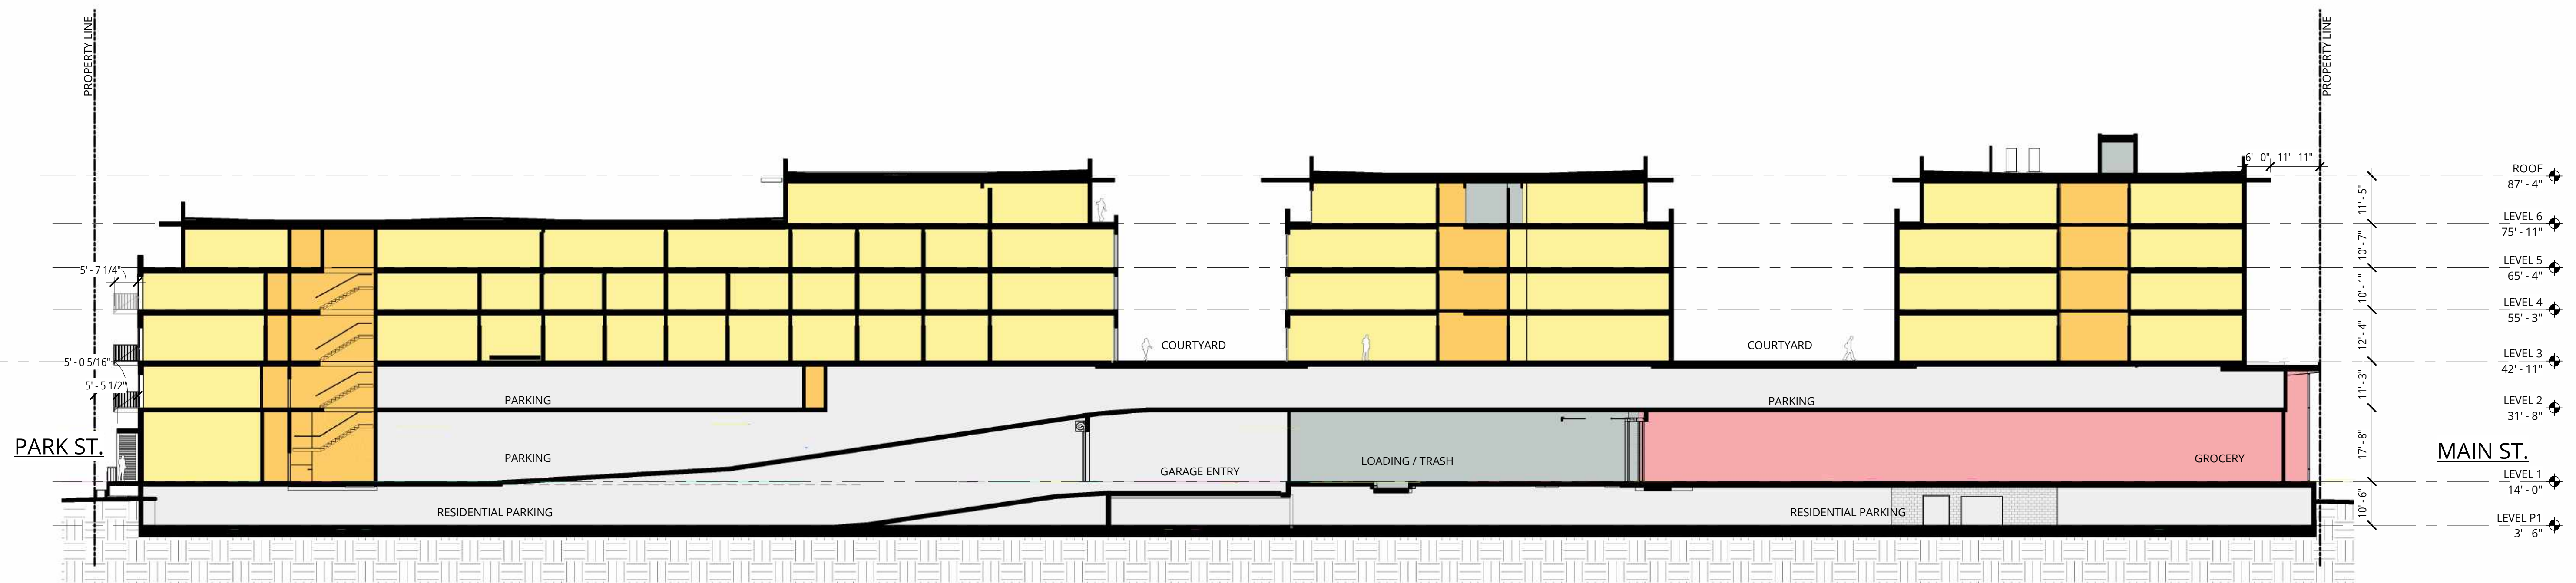 PROPERTY LINE
PROPERTY LINE
6' - 0"
11' - 11"
ROOF
87' - 4"
11' - 5"
LEVEL 6
75' - 11"
10' - 7"
LEVEL 5
65' - 4"
5' - 7 1/4"
10' - 1"
LEVEL 4
55' - 3"
12' - 4"
COURTYARD
COURTYARD
LEVEL 3
42' - 11"
5' - 0 5/16"
5' - 5 1/2"
11' - 3"
PARKING
PARKING
LEVEL 2
31' - 8"
PARK ST.
17' - 8"
MAIN ST.
PARKING
GARAGE ENTRY
LOADING / TRASH
GROCERY
LEVEL 1
14' - 0"
10' - 6"
RESIDENTIAL PARKING
RESIDENTIAL PARKING
LEVEL P1
3' - 6"